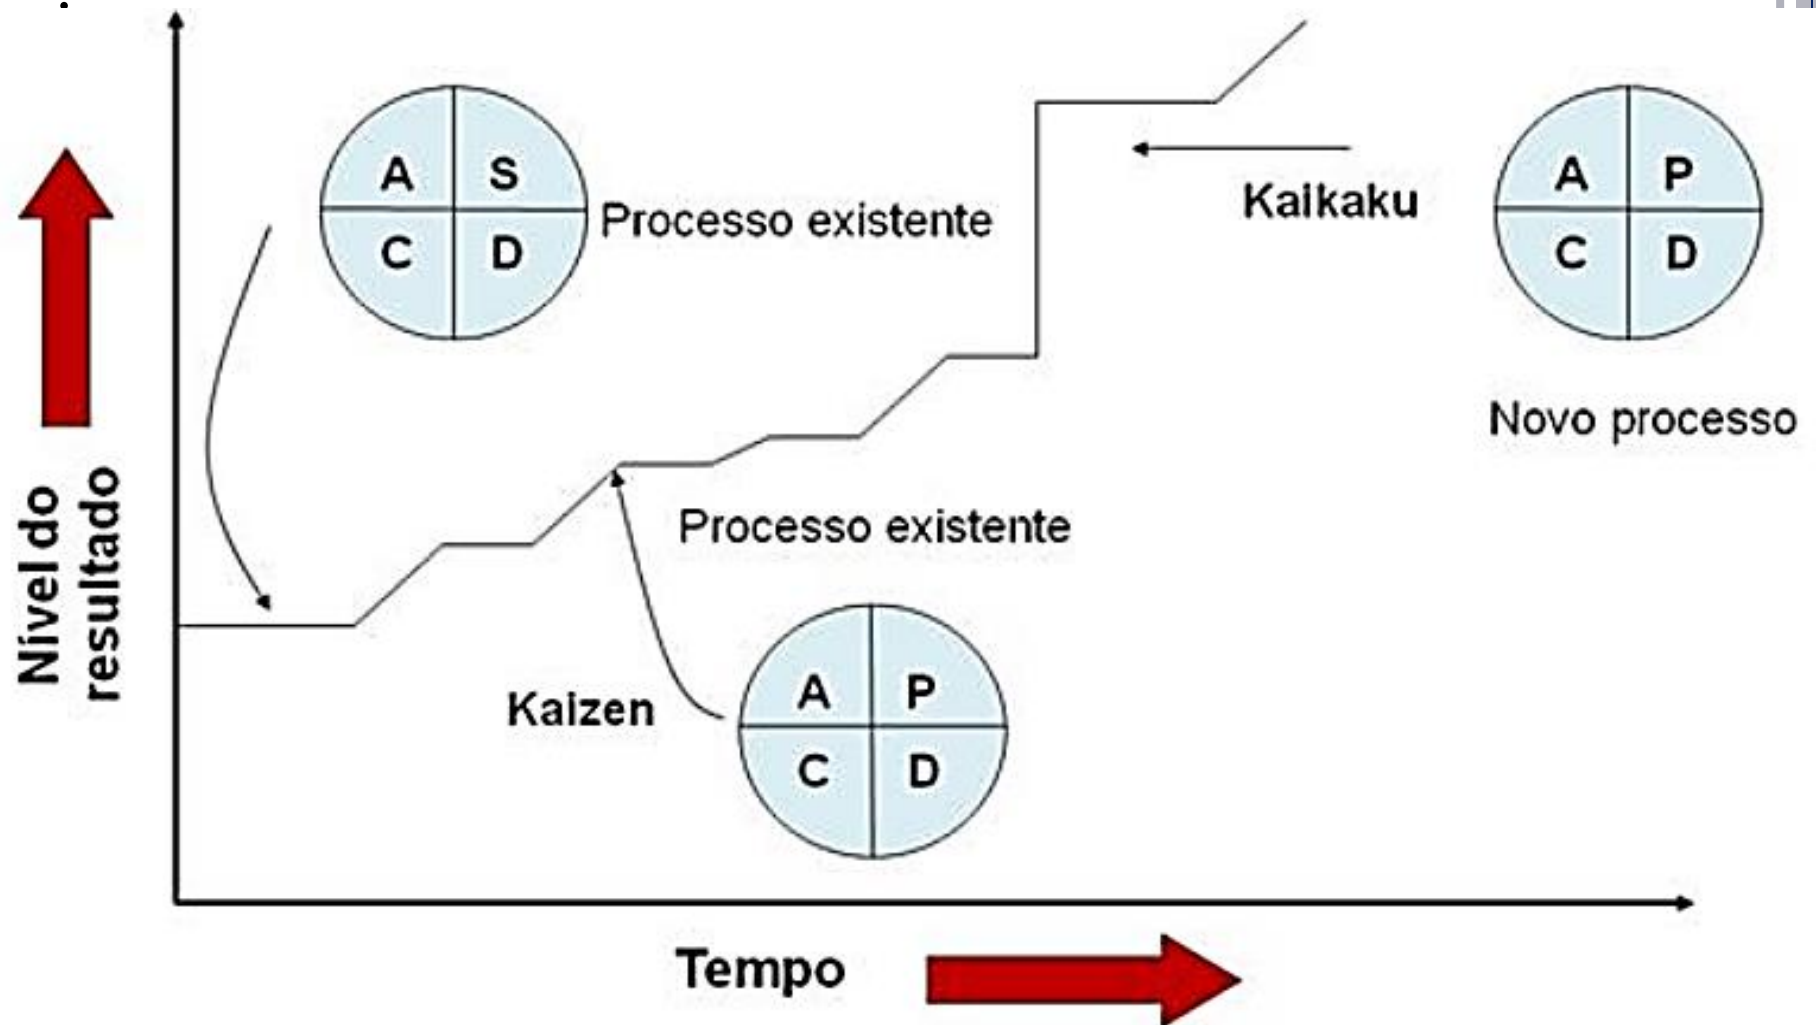 A S
C D
Processo existente
Kaikaku
A P
C D
Novo processo
Nível do
resultado
Processo existente
Kaizen
A P
C D
Tempo